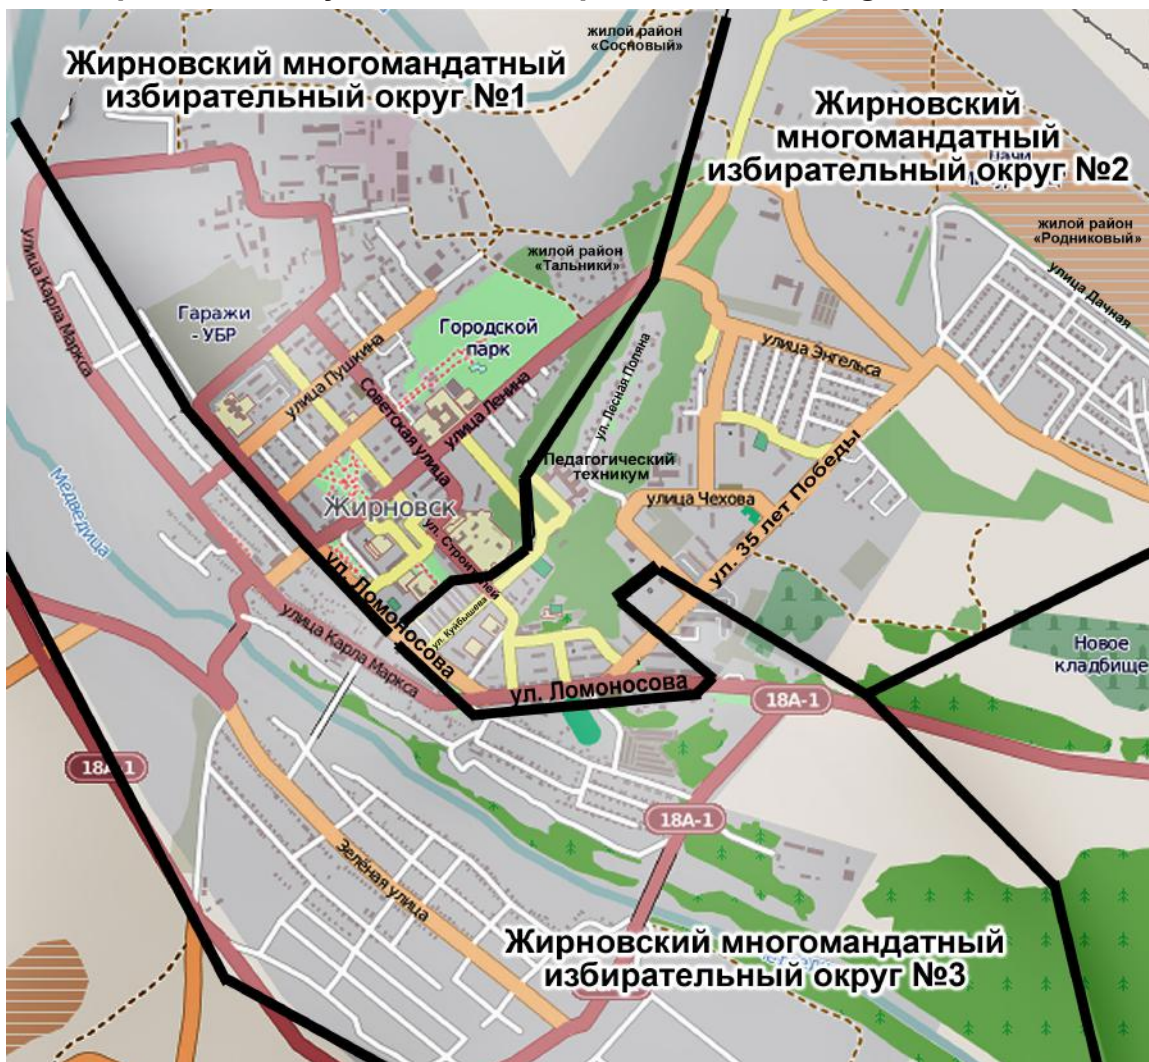 жилой район
«Сосновый»
Жирновский многомандатный
избирательный округ №1
Жирновский
многомандатный
избирательный округ №2
жилой район
«Родниковый»
улица Дачная
жилой район
«Тальники»
улица Карла Маркса
Гаражи
- УБР
Городской
парк
улица Пушкина
Советская улица
улица Ленина
ул. Лесная Поляна
улица Энгельса
Педагогический
техникум
улица Чехова
ул. 35 лет Победы
Медведица
Жирновск
ул. Строителей
ул. Ломоносова
ул. Куйбышева
улица Карла Маркса
ул. Ломоносова
Новое
кладбище
18А-1
18А-1
18А-1
Зелёная улица
Жирновский многомандатный
избирательный округ №3